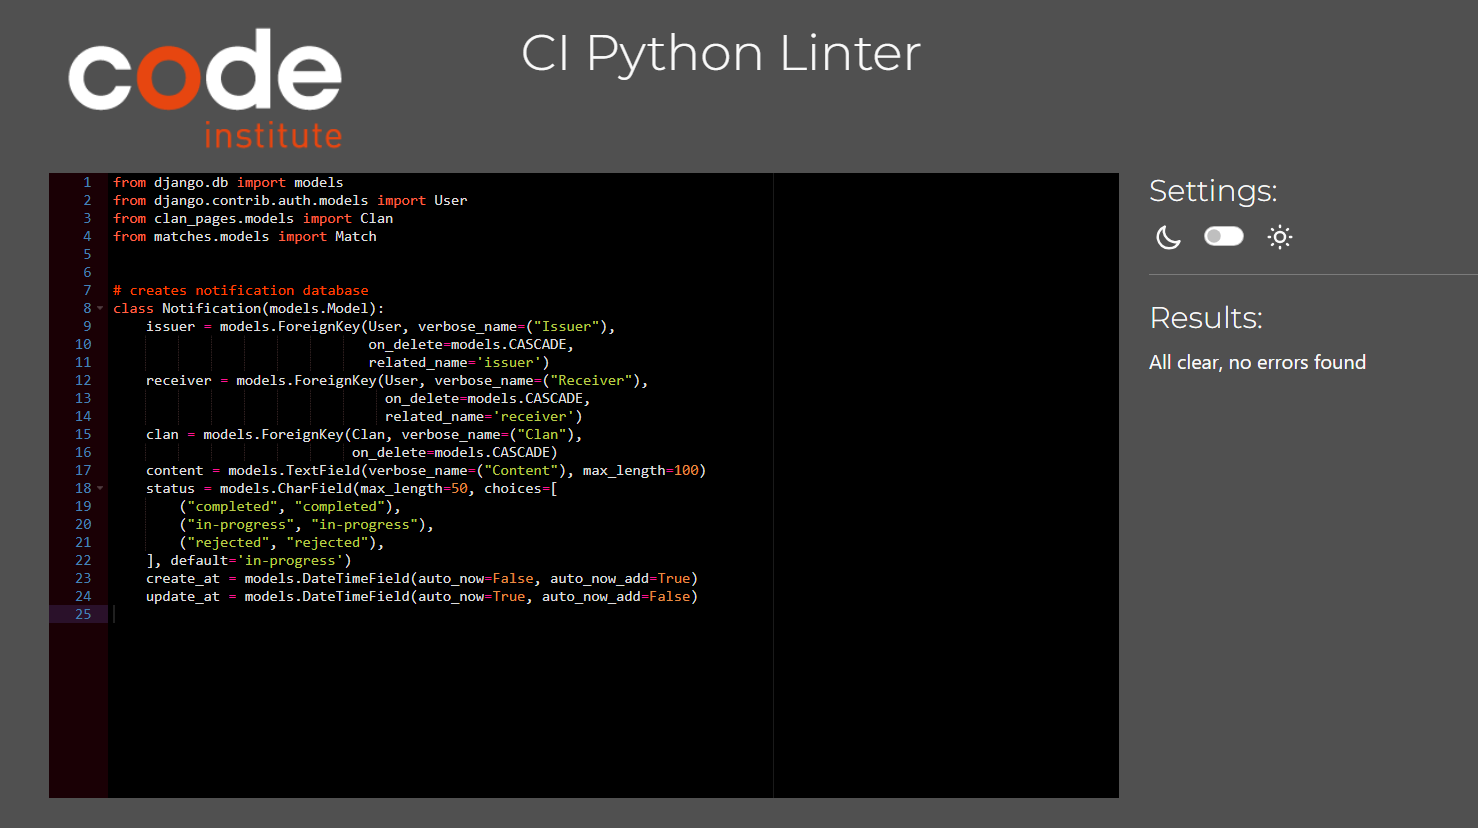 code
institute
CI Python Linter
1 from django.db import models
2 from django.contrib.auth.models import User
3 from clan_pages.models import Clan
4 from matches.models import Match
5
6
7 # creates notification database
8 class Notification(models.Model):
9     issuer = models.ForeignKey(User, verbose_name=("Issuer"),
10                                on_delete=models.CASCADE,
11                                related_name='issuer')
12     receiver = models.ForeignKey(User, verbose_name=("Receiver"),
13                                  on_delete=models.CASCADE,
14                                  related_name='receiver')
15     clan = models.ForeignKey(Clan, verbose_name=("Clan"),
16                              on_delete=models.CASCADE)
17     content = models.TextField(verbose_name=("Content"), max_length=100)
18     status = models.CharField(max_length=50, choices=[
19         ("completed", "completed"),
20         ("in-progress", "in-progress"),
21         ("rejected", "rejected"),
22     ], default='in-progress')
23     create_at = models.DateTimeField(auto_now=False, auto_now_add=True)
24     update_at = models.DateTimeField(auto_now=True, auto_now_add=False)
25
Settings:
Results:
All clear, no errors found